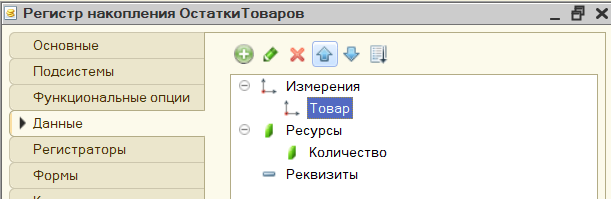 Регистр накопления ОстаткиТоваров
Основные
Подсистемы
Функциональные опции
Данные
Регистраторы
Формы
Измерения
Товар
Ресурсы
Количество
Реквизиты